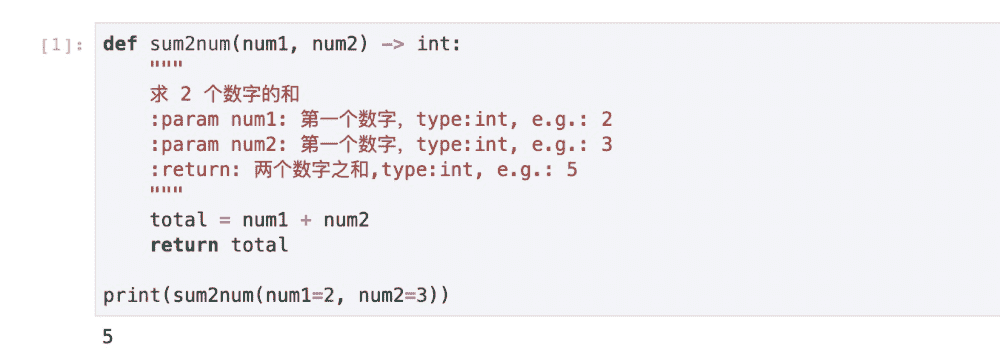 [1]: def sum2num(num1, num2) -> int:
"""
求 2 个数字的和
:param num1: 第一个数字, type:int, e.g.: 2
:param num2: 第一个数字, type:int, e.g.: 3
:return: 两个数字之和,type:int, e.g.: 5
"""
total = num1 + num2
return total
print(sum2num(num1=2, num2=3))
5